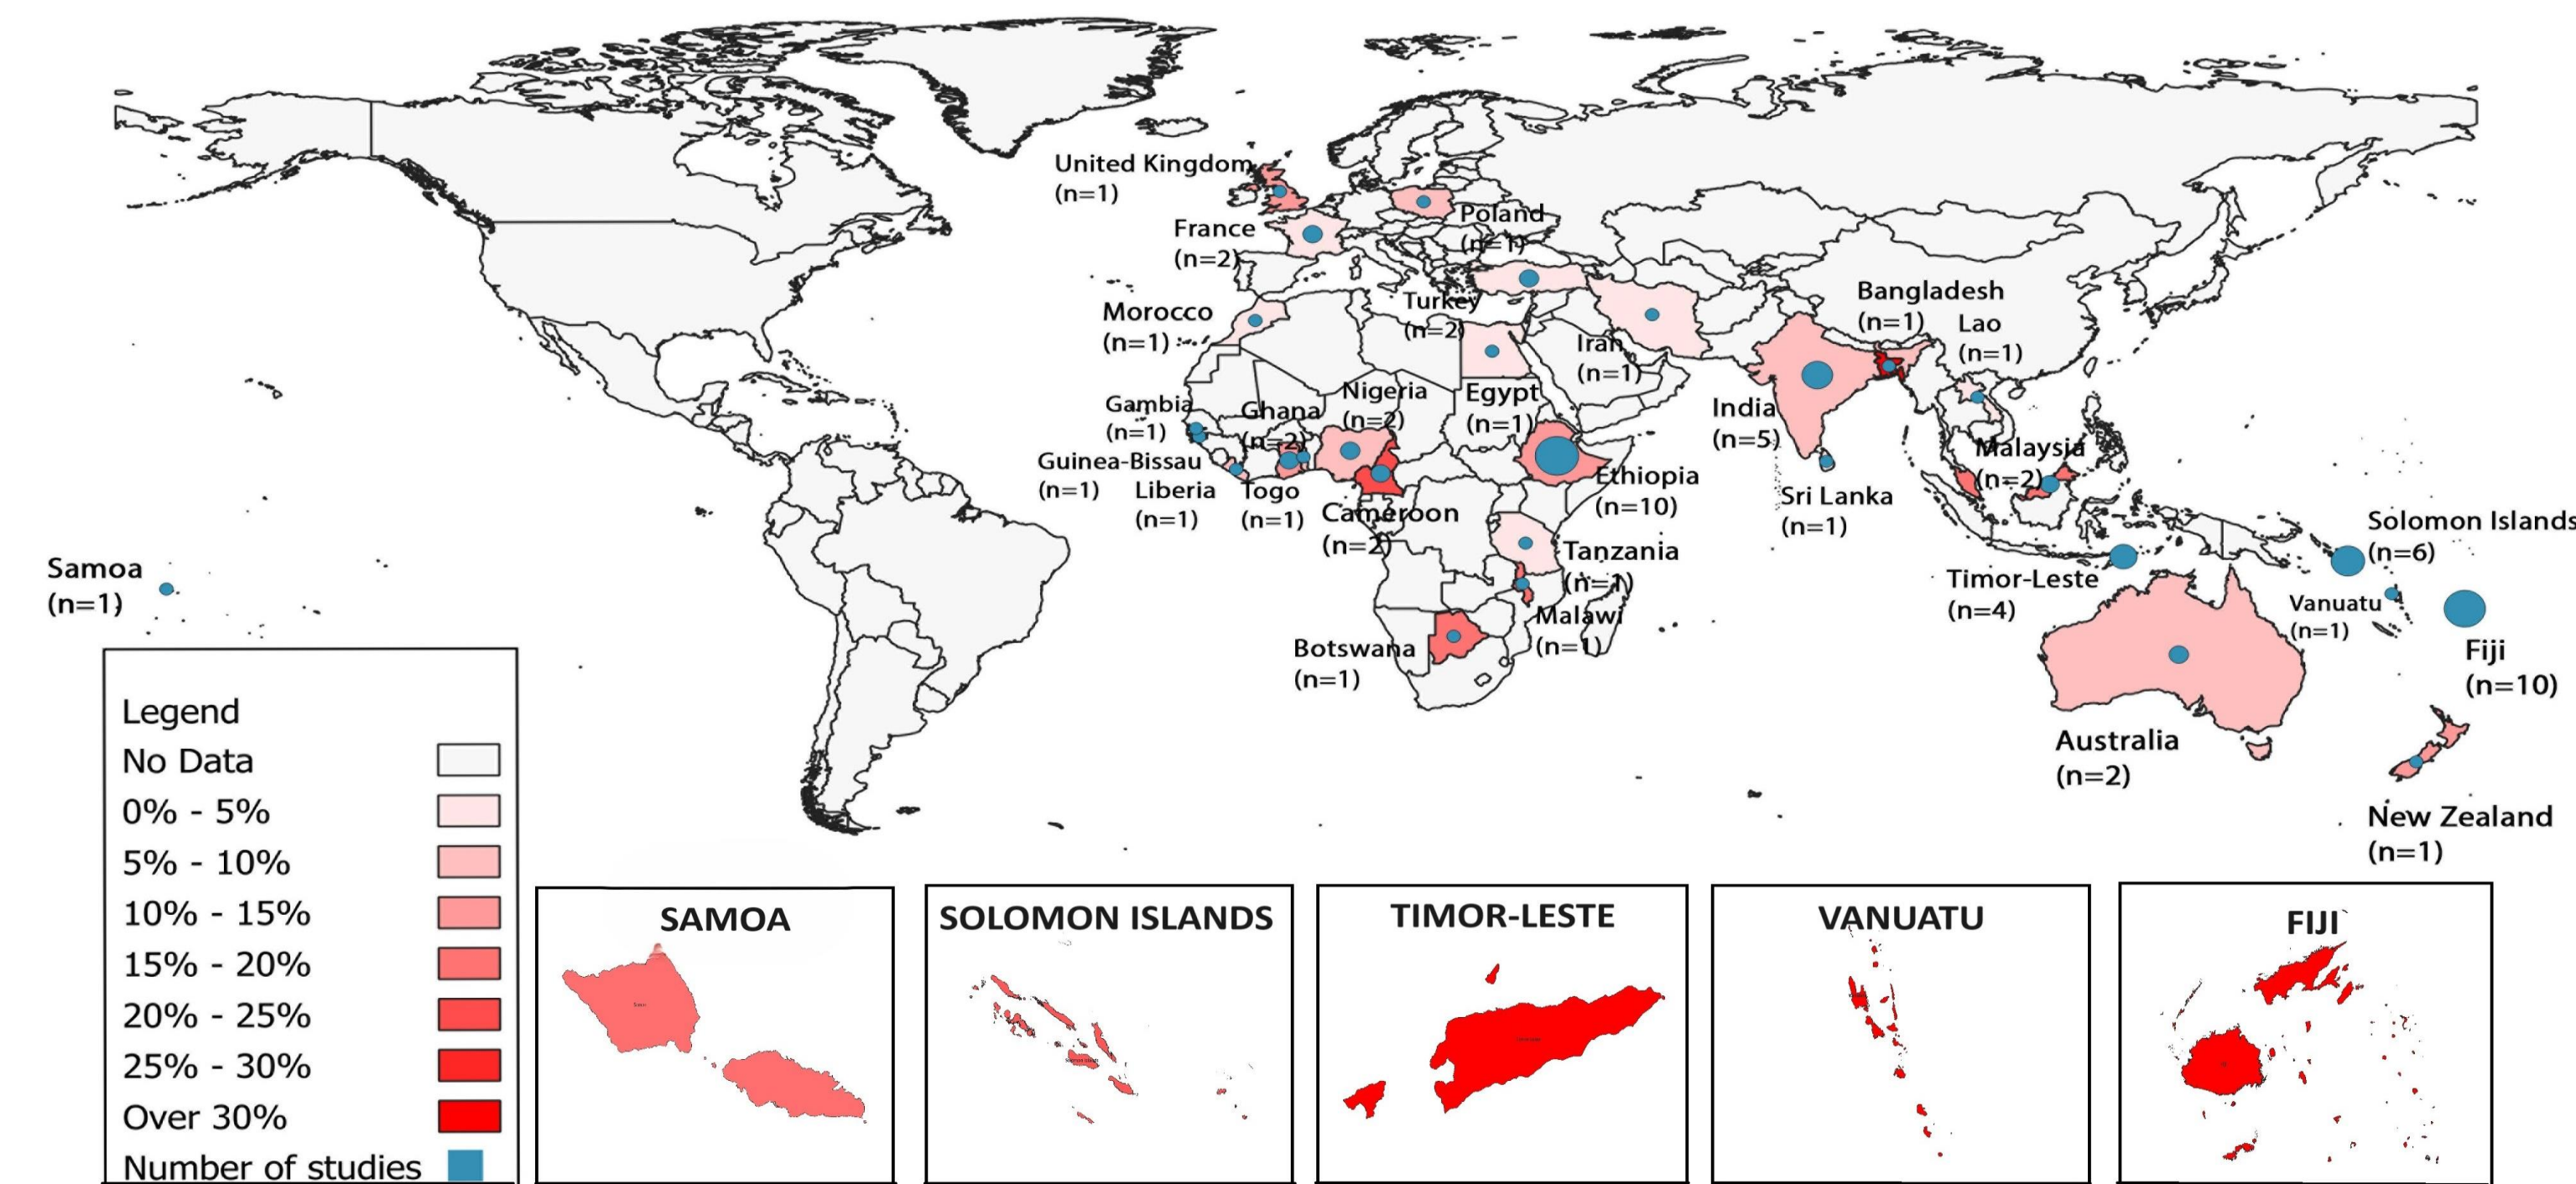 United Kingdom
(n=1)
France
(n=2)
Poland
(n=1)
Morocco
(n=1)
Turkey
(n=2)
Iran
(n=1)
Bangladesh
(n=1)
Lao
(n=1)
Gambia
(n=1)
Ghana
(n=2)
Nigeria
(n=2)
Egypt
(n=1)
India
(n=5)
Guinea-Bissau
(n=1)
Liberia
(n=1)
Togo
(n=1)
Cameroon
(n=2)
Ethiopia
(n=10)
Sri Lanka
(n=1)
Malaysia
(n=2)
Tanzania
(n=1)
Malawi
(n=1)
Botswana
(n=1)
Samoa
(n=1)
Timor-Leste
(n=4)
Solomon Islands
(n=6)
Vanuatu
(n=1)
Fiji
(n=10)
Australia
(n=2)
New Zealand
(n=1)
Legend
No Data
0% - 5%
5% - 10%
10% - 15%
15% - 20%
20% - 25%
25% - 30%
Over 30%
Number of studies
SAMOA
SOLOMON ISLANDS
TIMOR-LESTE
VANUATU
FIJI